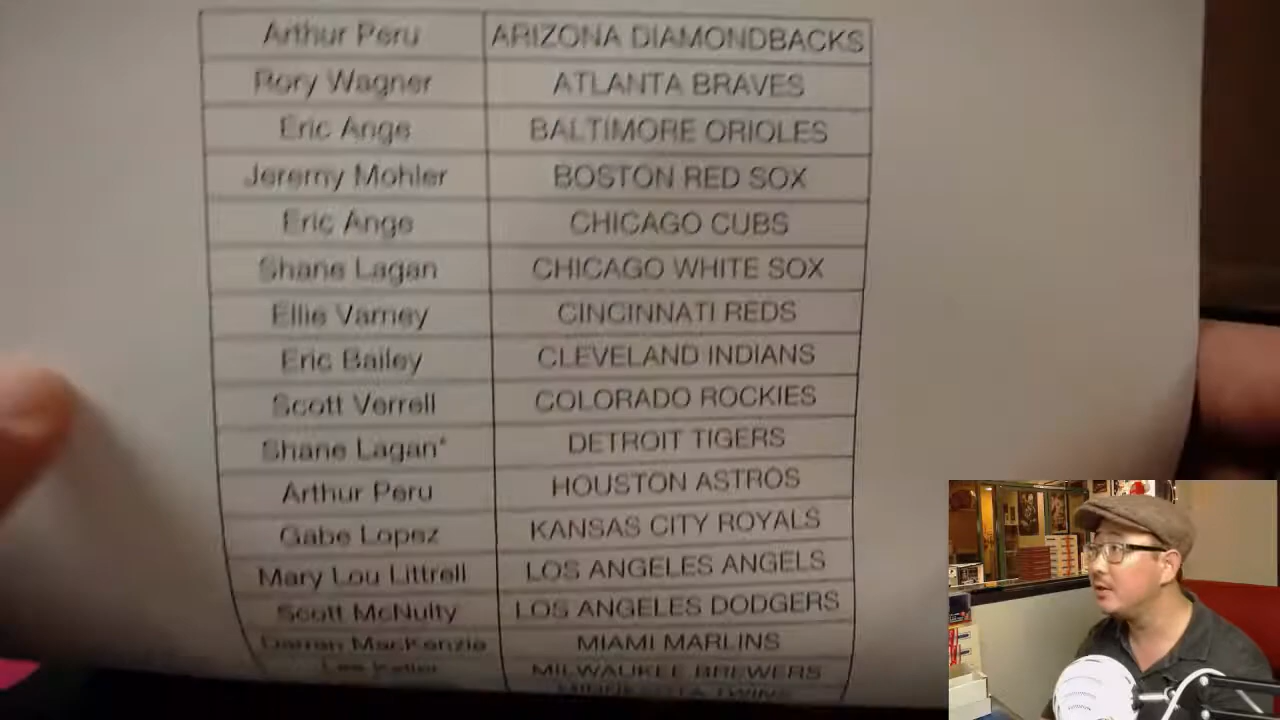 Arthur Peru ARIZONA DIAMONDBACKS
Rory Wagner ATLANTA BRAVES
Eric Ange BALTIMORE ORIOLES
Jeremy Mohler BOSTON RED SOX
Eric Ange CHICAGO CUBS
Shane Lagan CHICAGO WHITE SOX
Ellie Varney CINCINNATI REDS
Eric Bailey CLEVELAND INDIANS
Scott Verrell COLORADO ROCKIES
Shane Lagan* DETROIT TIGERS
Arthur Peru HOUSTON ASTROS
Gabe Lopez KANSAS CITY ROYALS
Mary Lou Littrell LOS ANGELES ANGELS
Scott McNulty LOS ANGELES DODGERS
Darren MacKenzie MIAMI MARLINS
MILWAUKEE BREWERS